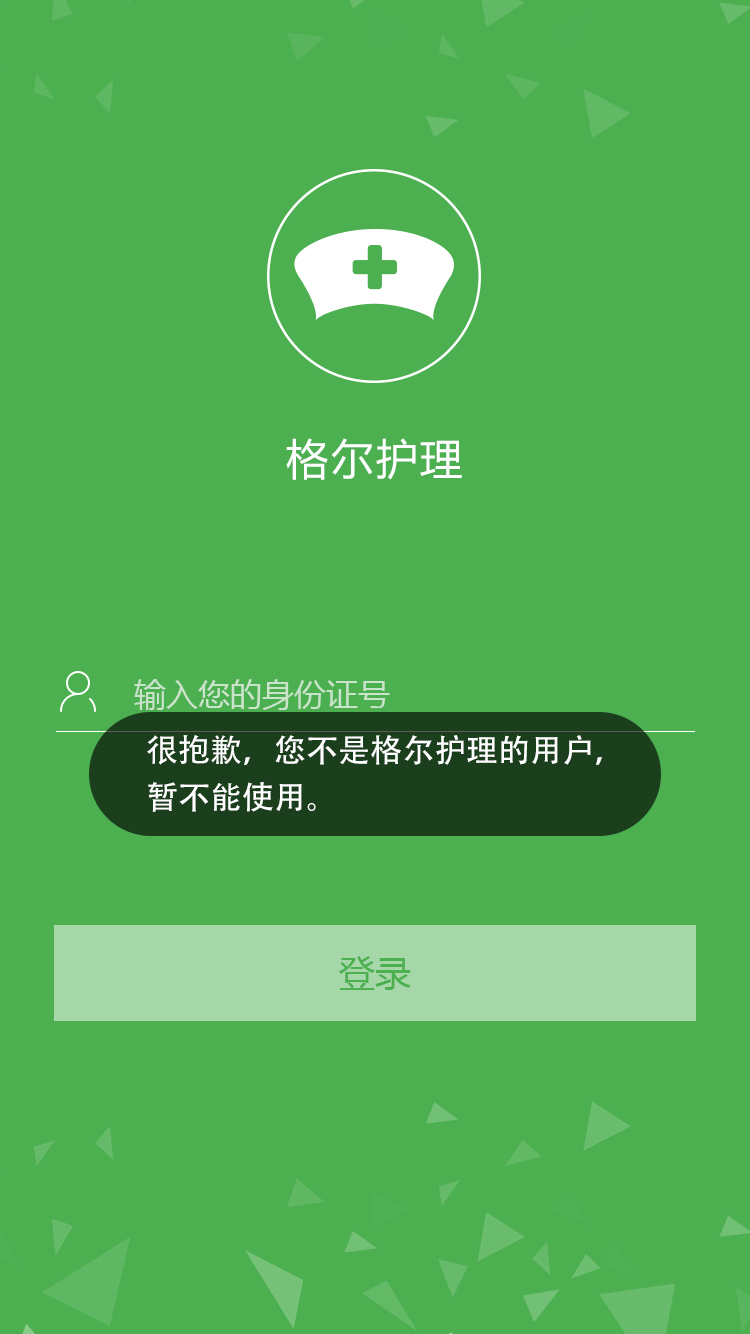 格尔护理
输入您的身份证号
很抱歉，您不是格尔护理的用户，
暂不能使用。
登录